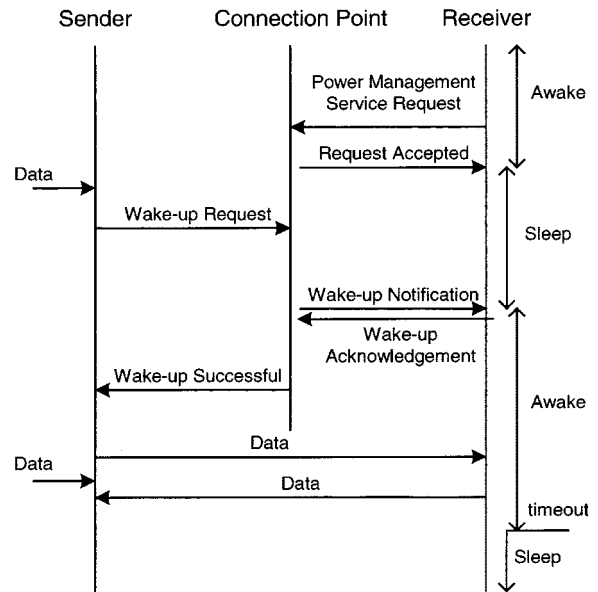 Sender Connection Point Receiver
Power Management
Service Request
Awake
Request Accepted
Data
Wake-up Request
Sleep
Wake-up Notification
Wake-up
Acknowledgement
Wake-up Successful
Awake
Data
Data
Data
timeout
Sleep